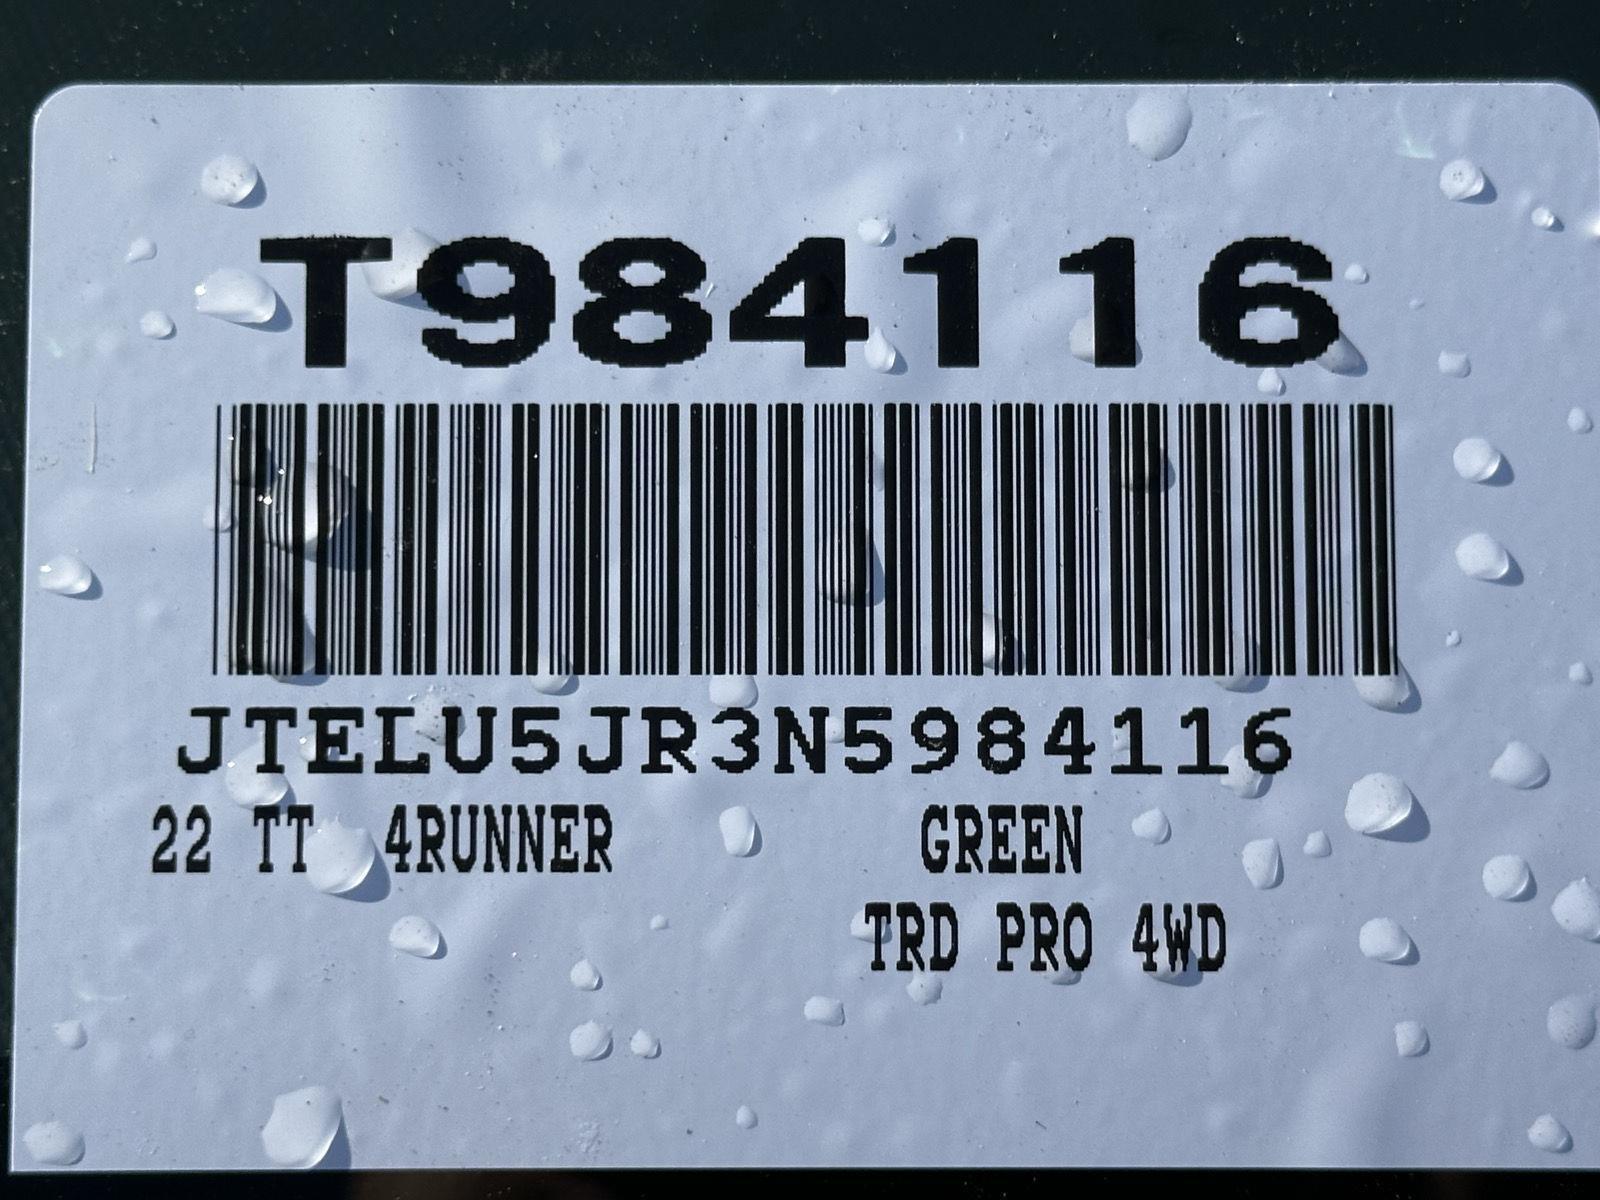 T984116
JTELU5JR3N5984116
22 TT 4RUNNER GREEN
TRD PRO 4WD